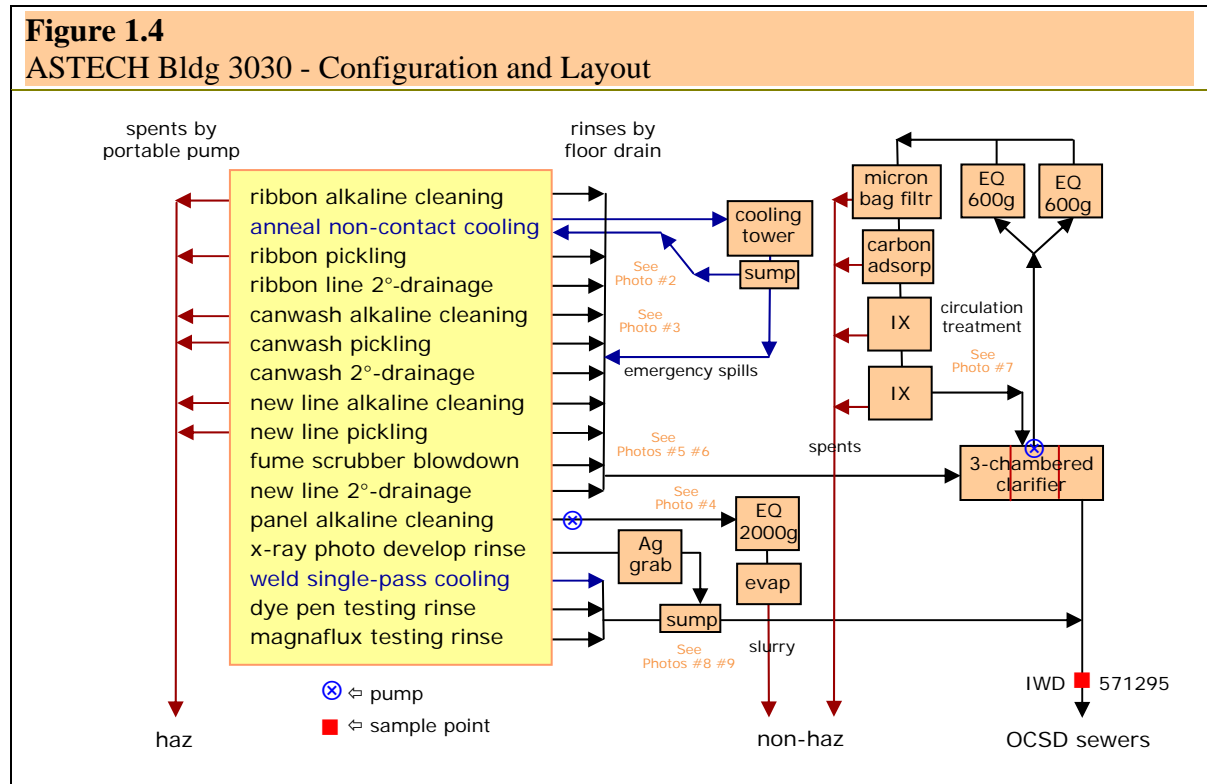 Figure 1.4
ASTECH Bldg 3030 - Configuration and Layout
spents by
portable pump
rinses by
floor drain
ribbon alkaline cleaning
anneal non-contact cooling
ribbon pickling
ribbon line 2°-drainage
canwash alkaline cleaning
canwash pickling
canwash 2°-drainage
new line alkaline cleaning
new line pickling
fume scrubber blowdown
new line 2°-drainage
panel alkaline cleaning
x-ray photo develop rinse
weld single-pass cooling
dye pen testing rinse
magnaflux testing rinse
cooling
tower
sump
See
Photo #2
See
Photo #3
emergency spills
See
Photos #5 #6
See
Photo #4
EQ
2000g
evap
Ag
grab
sump
See
Photos #8 #9
slurry
micron
bag filtr
carbon
adsorp
IX
IX
EQ
600g
EQ
600g
circulation
treatment
See
Photo #7
spents
3-chambered
clarifier
IWD 571295
⇦ pump
⇦ sample point
haz
non-haz
OCSD sewers